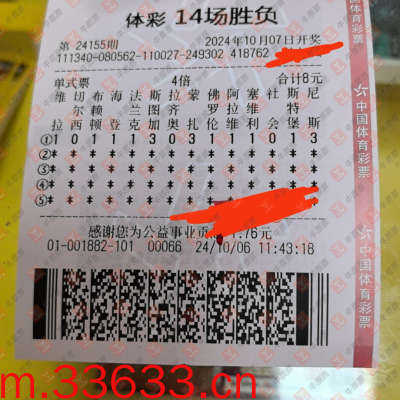 体彩 14场胜负
第 24155期 2024年10月07日开奖
111340-080562-110027-249302 418762
单式票 4倍 合计8元
维切布海法斯拉蒙佛阿塞杜斯尼
尔赖 兰图齐 罗拉维 特
拉西顿登克加奥扎伦维利会堡斯
① 1 0 1 1 1 3 0 3 3 1 1 0 1 3
② * * * * * * * * * * * * * *
③ * * * * * * * * * * * * * *
④ * * * * * * * * * * * * * *
⑤ * * * * * * * * * * * * * *
感谢您为公益事业贡 1.76元
01-001882-101 00066 24/10/06 11:43:18
中国体育彩票
中国体育彩票
m.33633.cn